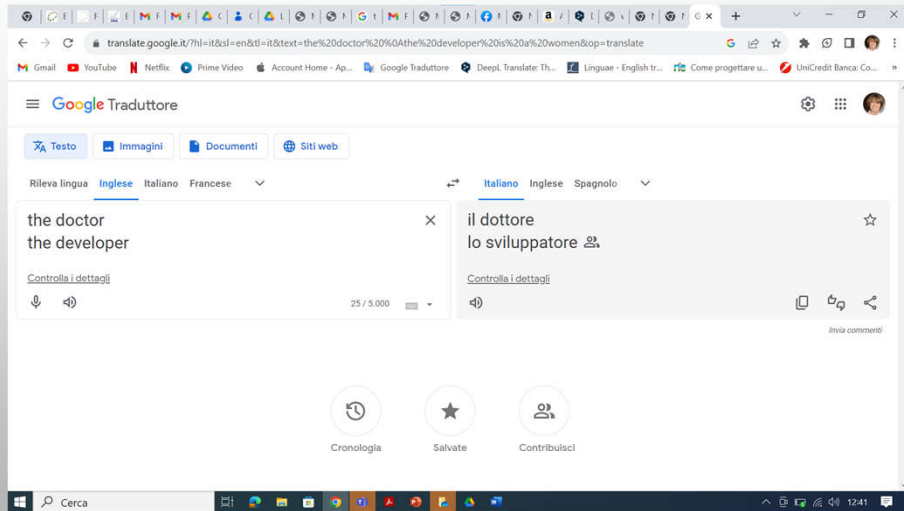 translate.google.it/?hl=it&sl=en&tl=it&text=the%20doctor%20%0Athe%20developer%20is%20a%20women&op=translate
Gmail YouTube Netflix Prime Video Account Home - Ap... Google Traduttore DeepL Translate: Th... Linguae - English tr... Come progettare u... UniCredit Banca: Co... »
Google Traduttore
Testo Immagini Documenti Siti web
Rileva lingua Inglese Italiano Francese Italiano Inglese Spagnolo
the doctor
the developer
Controlla i dettagli
25 / 5.000
il dottore
lo sviluppatore
Controlla i dettagli
Invia commenti
Cronologia Salvate Contribuisci
Cerca 12:41